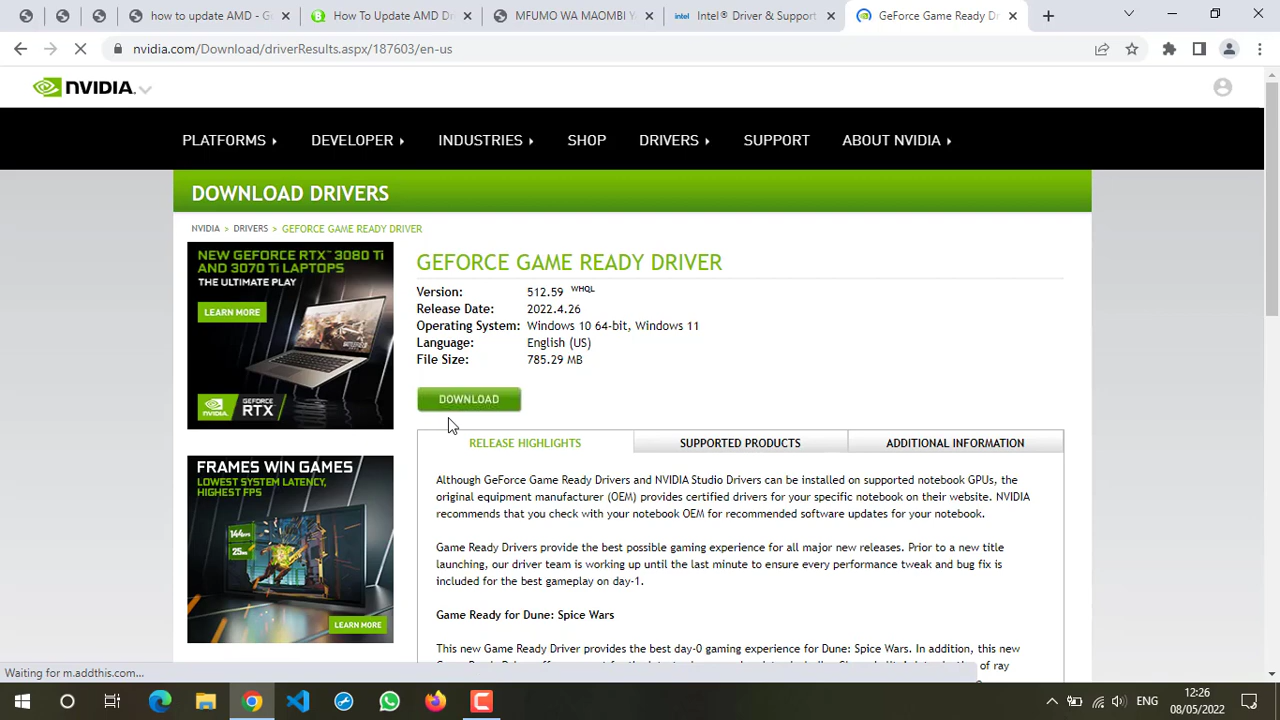 how to update AMD - G
How To Update AMD Dr
MFUMO WA MAOMBI Y
intel Intel® Driver & Support
GeForce Game Ready Dr
nvidia.com/Download/driverResults.aspx/187603/en-us
NVIDIA.
PLATFORMS DEVELOPER INDUSTRIES SHOP DRIVERS SUPPORT ABOUT NVIDIA
DOWNLOAD DRIVERS
NVIDIA > DRIVERS > GEFORCE GAME READY DRIVER
NEW GEFORCE RTX™ 3080 Ti
AND 3070 Ti LAPTOPS
THE ULTIMATE PLAY
LEARN MORE
NVIDIA. GEFORCE RTX
FRAMES WIN GAMES
LOWEST SYSTEM LATENCY,
HIGHEST FPS
144FPS
25ms
LEARN MORE
GEFORCE GAME READY DRIVER
Version: 512.59 WHQL
Release Date: 2022.4.26
Operating System: Windows 10 64-bit, Windows 11
Language: English (US)
File Size: 785.29 MB
DOWNLOAD
RELEASE HIGHLIGHTS SUPPORTED PRODUCTS ADDITIONAL INFORMATION
Although GeForce Game Ready Drivers and NVIDIA Studio Drivers can be installed on supported notebook GPUs, the
original equipment manufacturer (OEM) provides certified drivers for your specific notebook on their website. NVIDIA
recommends that you check with your notebook OEM for recommended software updates for your notebook.
Game Ready Drivers provide the best possible gaming experience for all major new releases. Prior to a new title
launching, our driver team is working up until the last minute to ensure every performance tweak and bug fix is
included for the best gameplay on day-1.
Game Ready for Dune: Spice Wars
This new Game Ready Driver provides the best day-0 gaming experience for Dune: Spice Wars. In addition, this new
of ray
Waiting for m.addthis.com...
ENG
12:26
08/05/2022